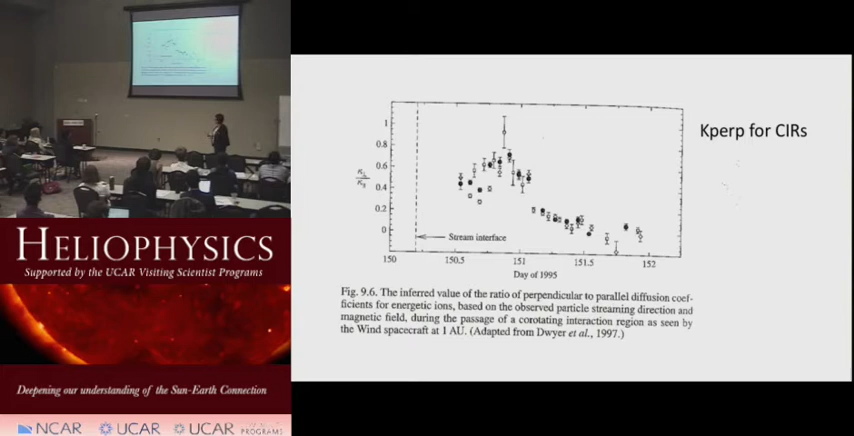 HELIOPHYSICS
Supported by the UCAR Visiting Scientist Programs
Deepening our understanding of the Sun-Earth Connection
NCAR UCAR UCAR PROGRAMS
Kperp for CIRs
1
0.8
0.6
0.4
0.2
0
κ⊥
κ∥
Stream interface
150 150.5 151 151.5 152
Day of 1995
Fig. 9.6. The inferred value of the ratio of perpendicular to parallel diffusion coef-
ficients for energetic ions, based on the observed particle streaming direction and
magnetic field, during the passage of a corotating interaction region as seen by
the Wind spacecraft at 1 AU. (Adapted from Dwyer et al., 1997.)